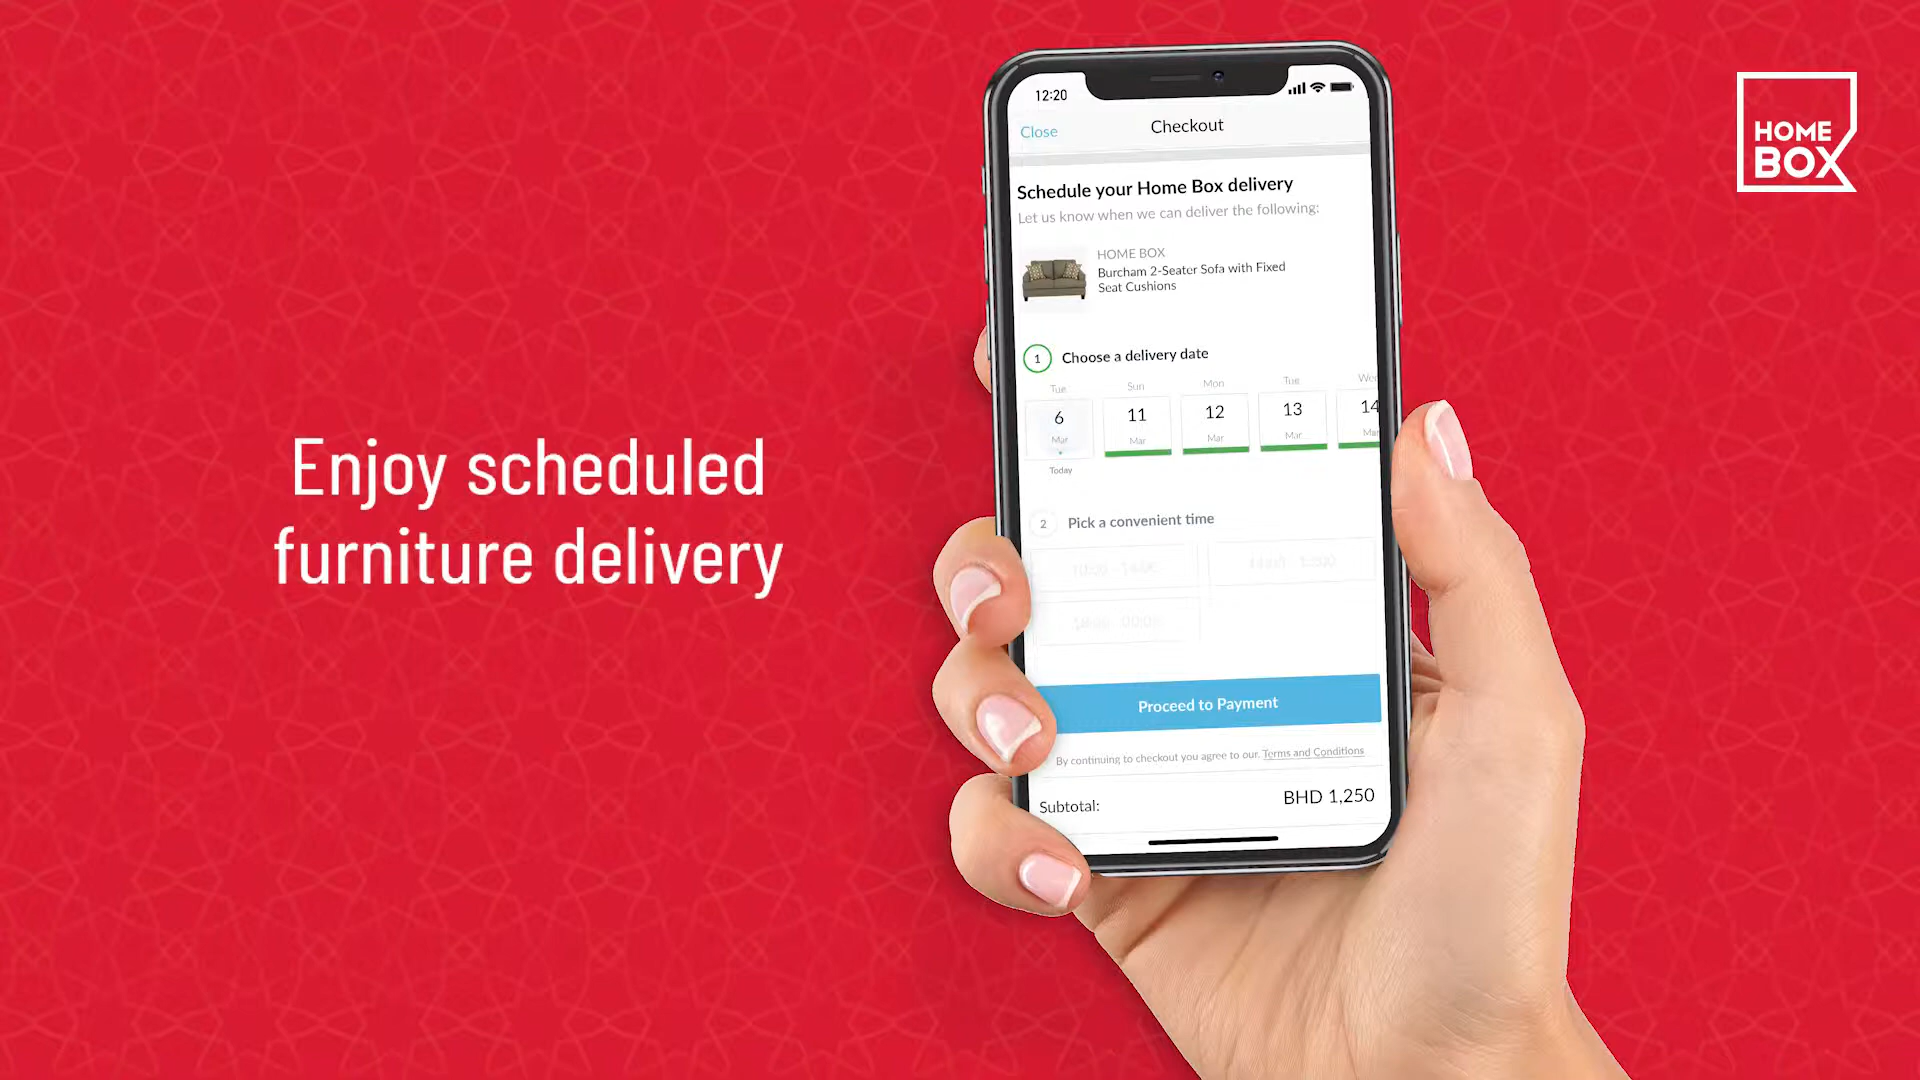 Enjoy scheduled
furniture delivery
HOME
BOX
12:20
Close
Checkout
Schedule your Home Box delivery
Let us know when we can deliver the following:
HOME BOX
Burcham 2-Seater Sofa with Fixed
Seat Cushions
1 Choose a delivery date
Tue Sun Mon Tue
6 11 12 13 14
Mar Mar Mar Mar
Today
2 Pick a convenient time
Proceed to Payment
By continuing to checkout you agree to our. Terms and Conditions
Subtotal: BHD 1,250